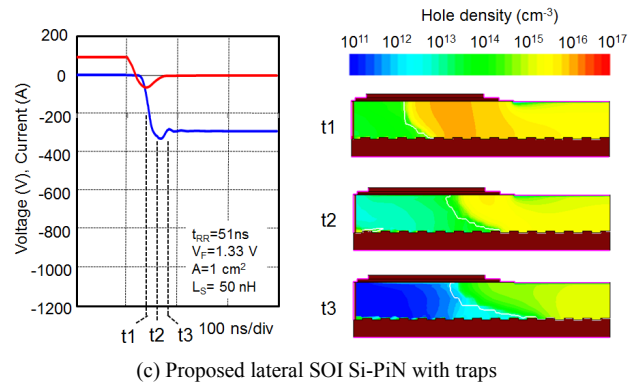 (c)
Voltage (V), Current (A)
200
0
-200
-400
-600
-800
-1000
-1200
t_RR=51ns
V_F=1.33 V
A=1 cm²
L_S= 50 nH
t1 t2 t3 100 ns/div
Hole density (cm⁻³)
10¹¹ 10¹² 10¹³ 10¹⁴ 10¹⁵ 10¹⁶ 10¹⁷
t1
t2
t3
(c) Proposed lateral SOI Si-PiN with traps